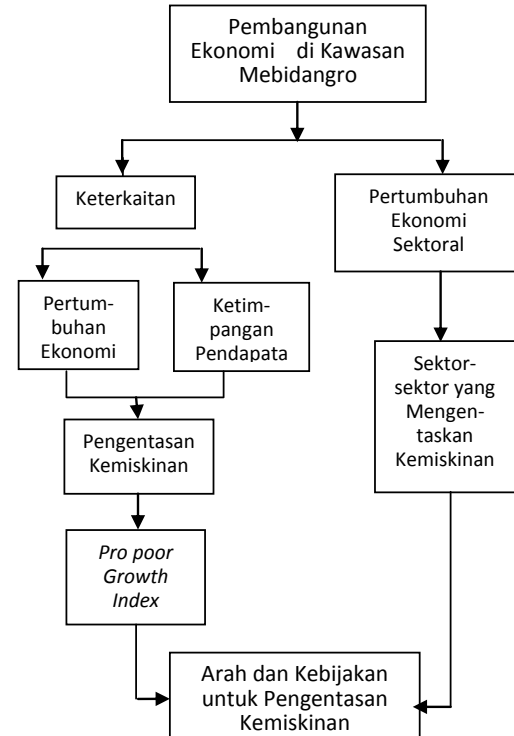 Pembangunan
Ekonomi di Kawasan
Mebidangro
Keterkaitan
Pertumbuhan
Ekonomi
Sektoral
Pertum-
buhan
Ekonomi
Ketim-
pangan
Pendapata
Sektor-
sektor yang
Mengen-
taskan
Kemiskinan
Pengentasan
Kemiskinan
Pro poor
Growth
Index
Arah dan Kebijakan
untuk Pengentasan
Kemiskinan